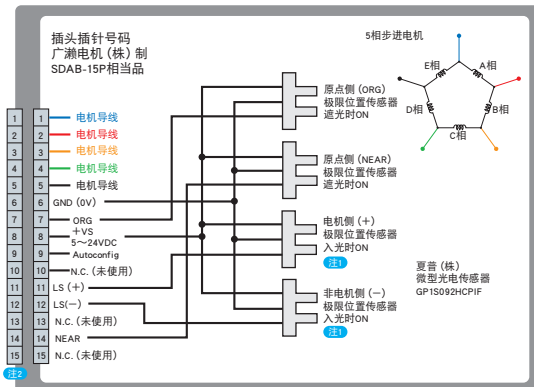 插头插针号码
广濑电机（株）制
SDAB-15P相当品
5相步进电机
E相
A相
D相
B相
C相
1 1 电机导线
2 2 电机导线
3 3 电机导线
4 4 电机导线
5 5 电机导线
6 6 GND (0V)
7 7 ORG
8 8 +VS
5～24VDC
9 9 Autoconfig
10 10 N.C.（未使用）
11 11 LS (+)
12 12 LS(−)
13 13 N.C.（未使用）
14 14 NEAR
15 15 N.C.（未使用）
注2
原点侧（ORG）
极限位置传感器
遮光时ON
原点侧（NEAR）
极限位置传感器
遮光时ON
电机侧（+）
极限位置传感器
入光时ON
注1
非电机侧（−）
极限位置传感器
入光时ON
注1
夏普（株）
微型光电传感器
GP1S092HCPIF